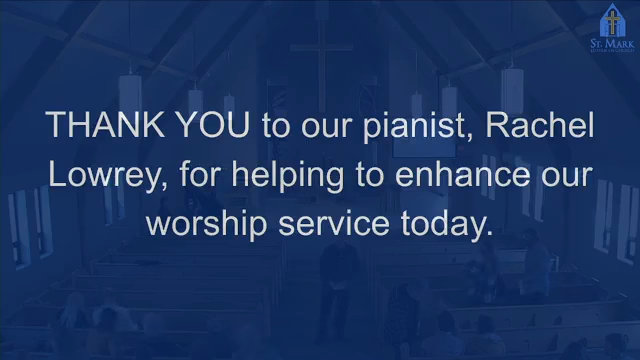 ST. MARK
THANK YOU to our pianist, Rachel
Lowrey, for helping to enhance our
worship service today.